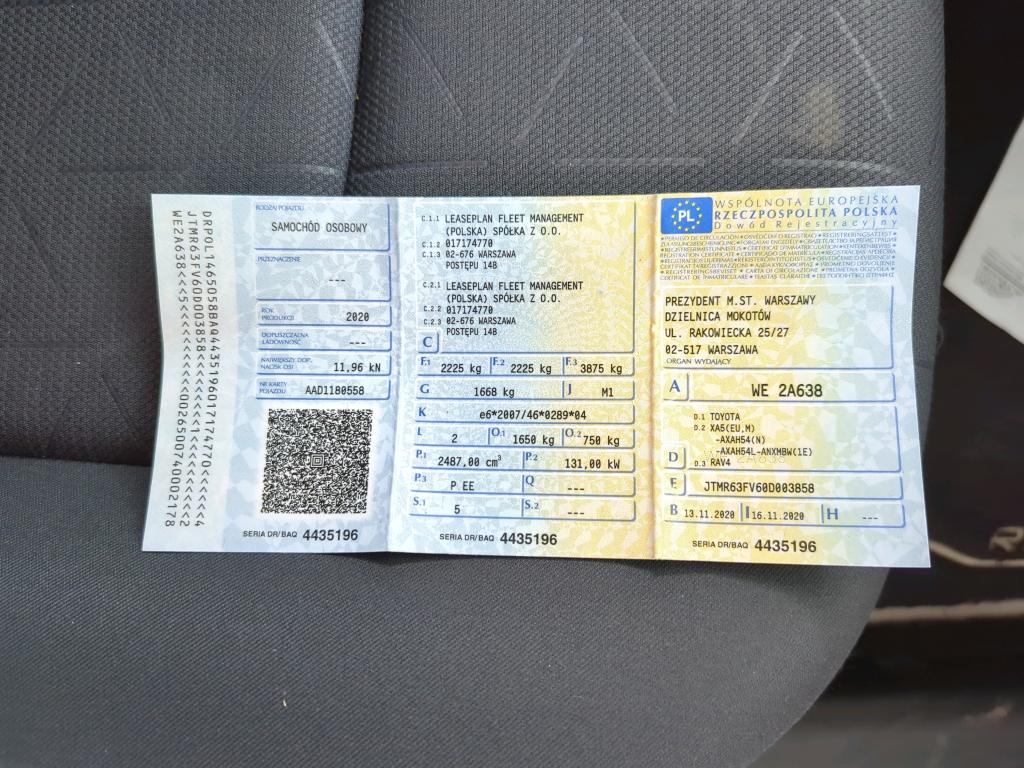 DRPOL1465D5BBAQ4435196017174770<<<<4
JTMR63FV60D003858<<<<<<<<1<<<<<<<<2
WE2A638<<5<<<<<<<<0026500740002178
RODZAJ POJAZDU
SAMOCHÓD OSOBOWY
PRZEZNACZENIE
---
ROK PRODUKCJI
2020
DOPUSZCZALNA ŁADOWNOŚĆ
---
NAJWIĘKSZY DOP. NACISK OSI
11,96 kN
NR KARTY POJAZDU
AAD1180558
SERIA DR/BAQ 4435196
C.1.1 LEASEPLAN FLEET MANAGEMENT
(POLSKA) SPÓŁKA Z O.O.
C.1.2 017174770
C.1.3 02-676 WARSZAWA
POSTĘPU 14B
C.2.1 LEASEPLAN FLEET MANAGEMENT
(POLSKA) SPÓŁKA Z O.O.
C.2.2 017174770
C.2.3 02-676 WARSZAWA
POSTĘPU 14B
C
F.1 2225 kg F.2 2225 kg F.3 3875 kg
G 1668 kg J M1
K e6*2007/46*0289*04
L 2 O.1 1650 kg O.2 750 kg
P.1 2487,00 cm³ P.2 131,00 kW
P.3 P EE Q ---
S.1 5 S.2 ---
SERIA DR/BAQ 4435196
PL
WSPÓLNOTA EUROPEJSKA
RZECZPOSPOLITA POLSKA
Dowód Rejestracyjny
PREZYDENT M.ST. WARSZAWY
DZIELNICA MOKOTÓW
UL. RAKOWIECKA 25/27
02-517 WARSZAWA
ORGAN WYDAJĄCY
A WE 2A638
D.1 TOYOTA
D.2 XA5(EU,M)
-AXAH54(N)
-AXAH54L-ANXMBW(1E)
D D.3 RAV4
E JTMR63FV60D003858
B 13.11.2020 I 16.11.2020 H ---
SERIA DR/BAQ 4435196